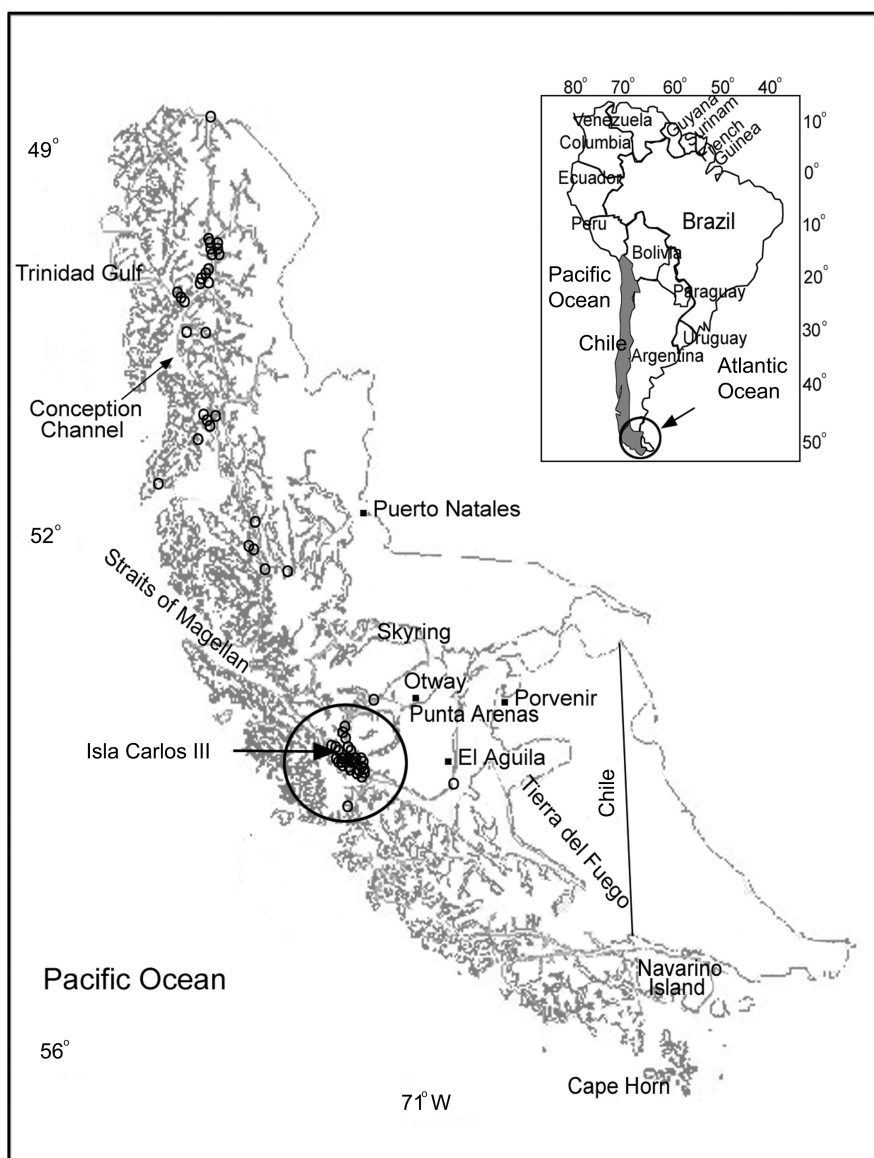 80° 70° 60° 50° 40°
10°
0°
10°
20°
30°
40°
50°
Venezuela
Guyana
Surinam
Columbia
Guinea
Ecuador
Peru
Brazil
Bolivia
Pacific
Ocean
Paraguay
Chile
Uruguay
Argentina
Atlantic
Ocean
49°
Trinidad Gulf
Conception
Channel
52°
Puerto Natales
Straits of Magellan
Skyring
Otway
Punta Arenas
Porvenir
Isla Carlos III
El Aguila
Tierra del Fuego
Chile
Pacific Ocean
Navarino
Island
56°
Cape Horn
71° W